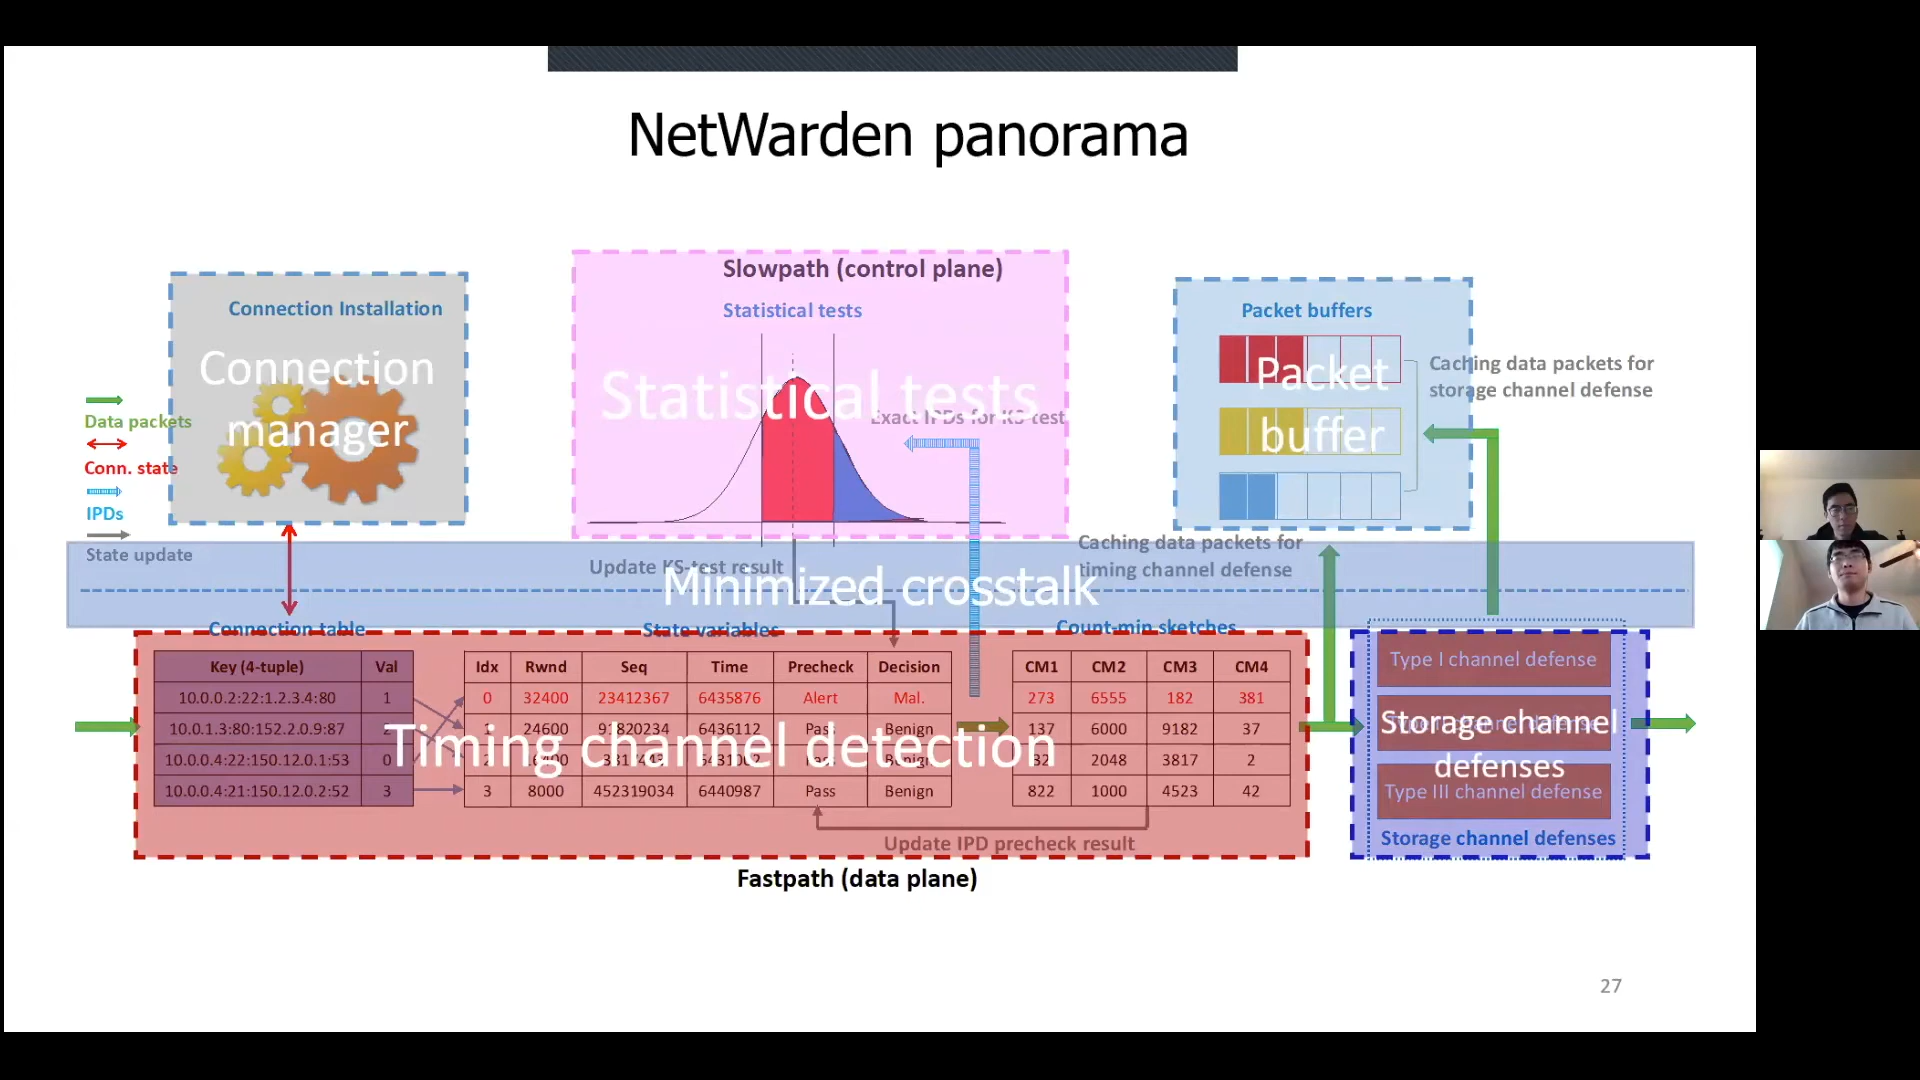 NetWarden panorama
Slowpath (control plane)
Connection Installation
Statistical tests
Packet buffers
Connection
manager
Statistical tests
Exact IPDs for KS-test
Packet
buffer
Caching data packets for
storage channel defense
Data packets
Conn. state
IPDs
State update
Update KS-test result
Caching data packets for
timing channel defense
Minimized crosstalk
Connection table
State variables
Count-min sketches
Key (4-tuple) Val
10.0.0.2:22:1.2.3.4:80 1
10.0.1.3:80:152.2.0.9:87
10.0.0.4:22:150.12.0.1:53 0
10.0.0.4:21:150.12.0.2:52 3
Idx Rwnd Seq Time Precheck Decision
0 32400 23412367 6435876 Alert Mal.
1 24600 91820234 6436112 Pass Benign
3 8000 452319034 6440987 Pass Benign
CM1 CM2 CM3 CM4
273 6555 182 381
137 6000 9182 37
2048 3817 2
822 1000 4523 42
Timing channel detection
Update IPD precheck result
Type I channel defense
Storage channel
defenses
Type III channel defense
Storage channel defenses
Fastpath (data plane)
27